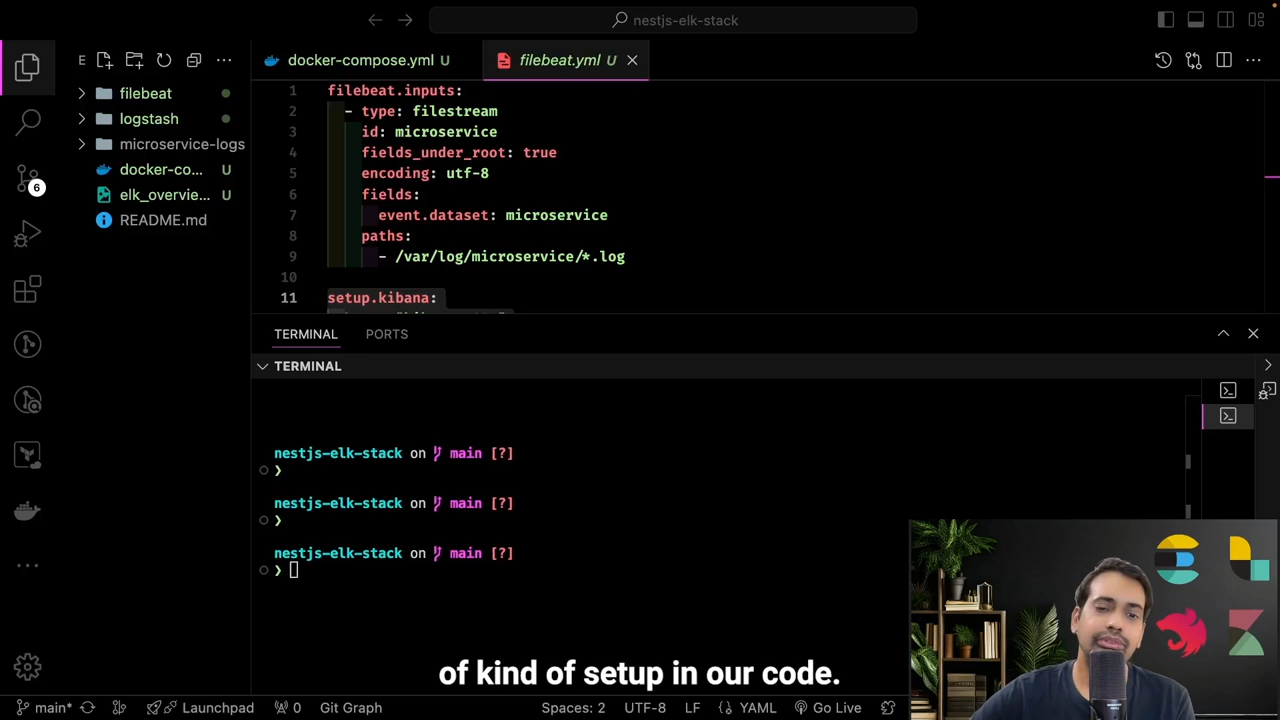 nestjs-elk-stack
E
docker-compose.yml U
filebeat.yml U
filebeat
logstash
microservice-logs
docker-co... U
elk_overvie... U
README.md
6
1 filebeat.inputs:
2 - type: filestream
3 id: microservice
4 fields_under_root: true
5 encoding: utf-8
6 fields:
7 event.dataset: microservice
8 paths:
9 - /var/log/microservice/*.log
10
11 setup.kibana:
TERMINAL PORTS
TERMINAL
nestjs-elk-stack on main [?]
❯
nestjs-elk-stack on main [?]
❯
nestjs-elk-stack on main [?]
❯
of kind of setup in our code.
main* Launchpad 0 Git Graph Spaces: 2 UTF-8 LF {} YAML Go Live